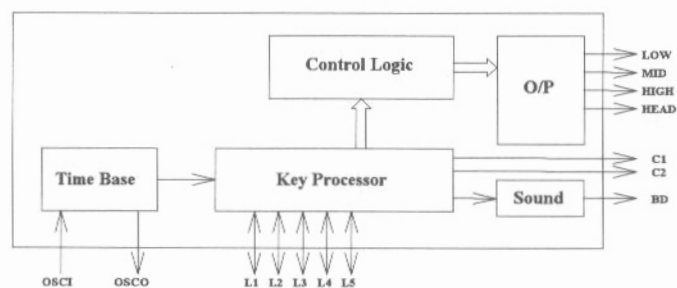 LOW
Control Logic
MID
O/P
HIGH
HEAD
C1
Time Base
Key Processor
C2
Sound
BD
OSCI
OSCO
L1
L2
L3
L4
L5